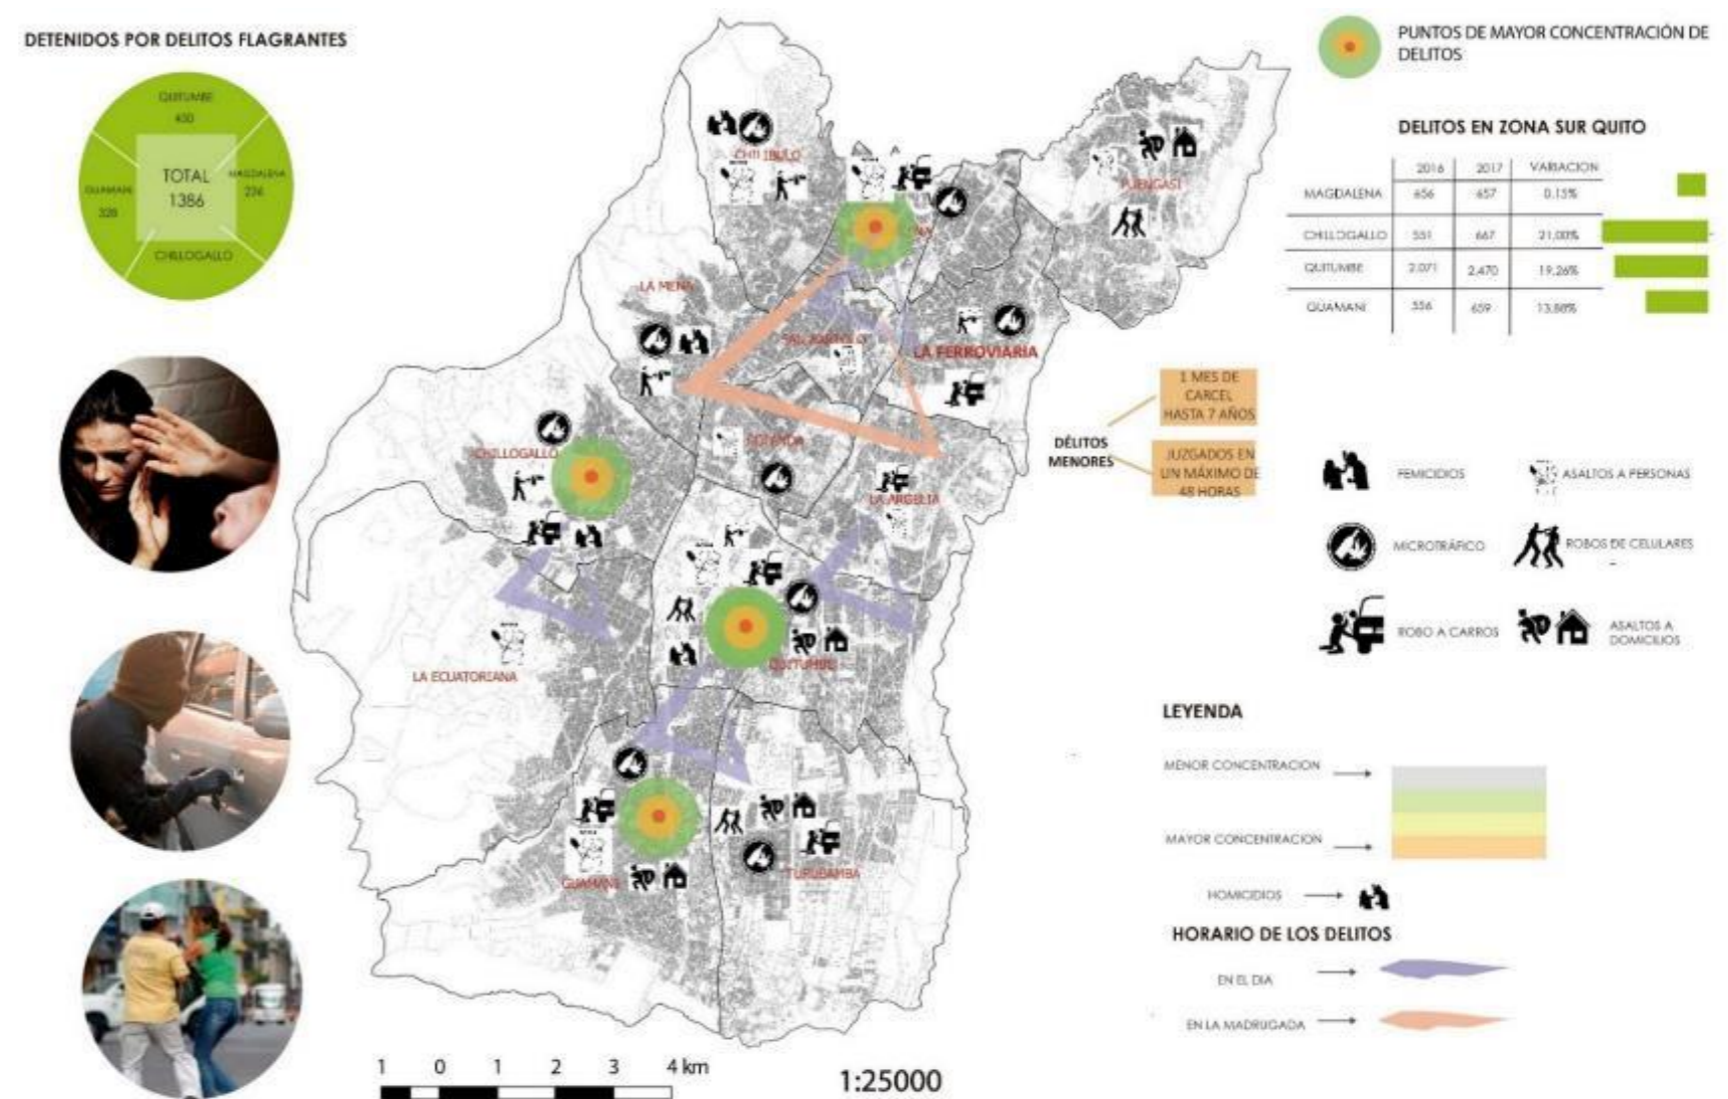 DETENIDOS POR DELITOS FLAGRANTES
QUITUMBE
400
GUAMANI
328
TOTAL
1386
MAGDALENA
CHILLOGALLO
PUNTOS DE MAYOR CONCENTRACIÓN DE
DELITOS
DELITOS EN ZONA SUR QUITO
2016 2017 VARIACION
MAGDALENA 656 657 0.15%
CHILLOGALLO 551 667 21,00%
QUITUMBE 2.071 2,470 19,26%
GUAMANI 556 659 13,88%
CHILIBULO
PUENGASI
LA MENA
LA FERROVIARIA
CHILLOGALLO
LA ARGELIA
LA ECUATORIANA
QUITUMBE
GUAMANI
TURUBAMBA
DÉLITOS
MENORES
1 MES DE
CARCEL
HASTA 7 AÑOS
JUZGADOS EN
UN MÁXIMO DE
48 HORAS
FEMICIDIOS
ASALTOS A PERSONAS
MICROTRÁFICO
ROBOS DE CELULARES
ROBO A CARROS
ASALTOS A
DOMICILIOS
LEYENDA
MENOR CONCENTRACION
MAYOR CONCENTRACION
HOMICIDIOS
HORARIO DE LOS DELITOS
EN EL DIA
EN LA MADRUGADA
1 0 1 2 3 4 km
1:25000